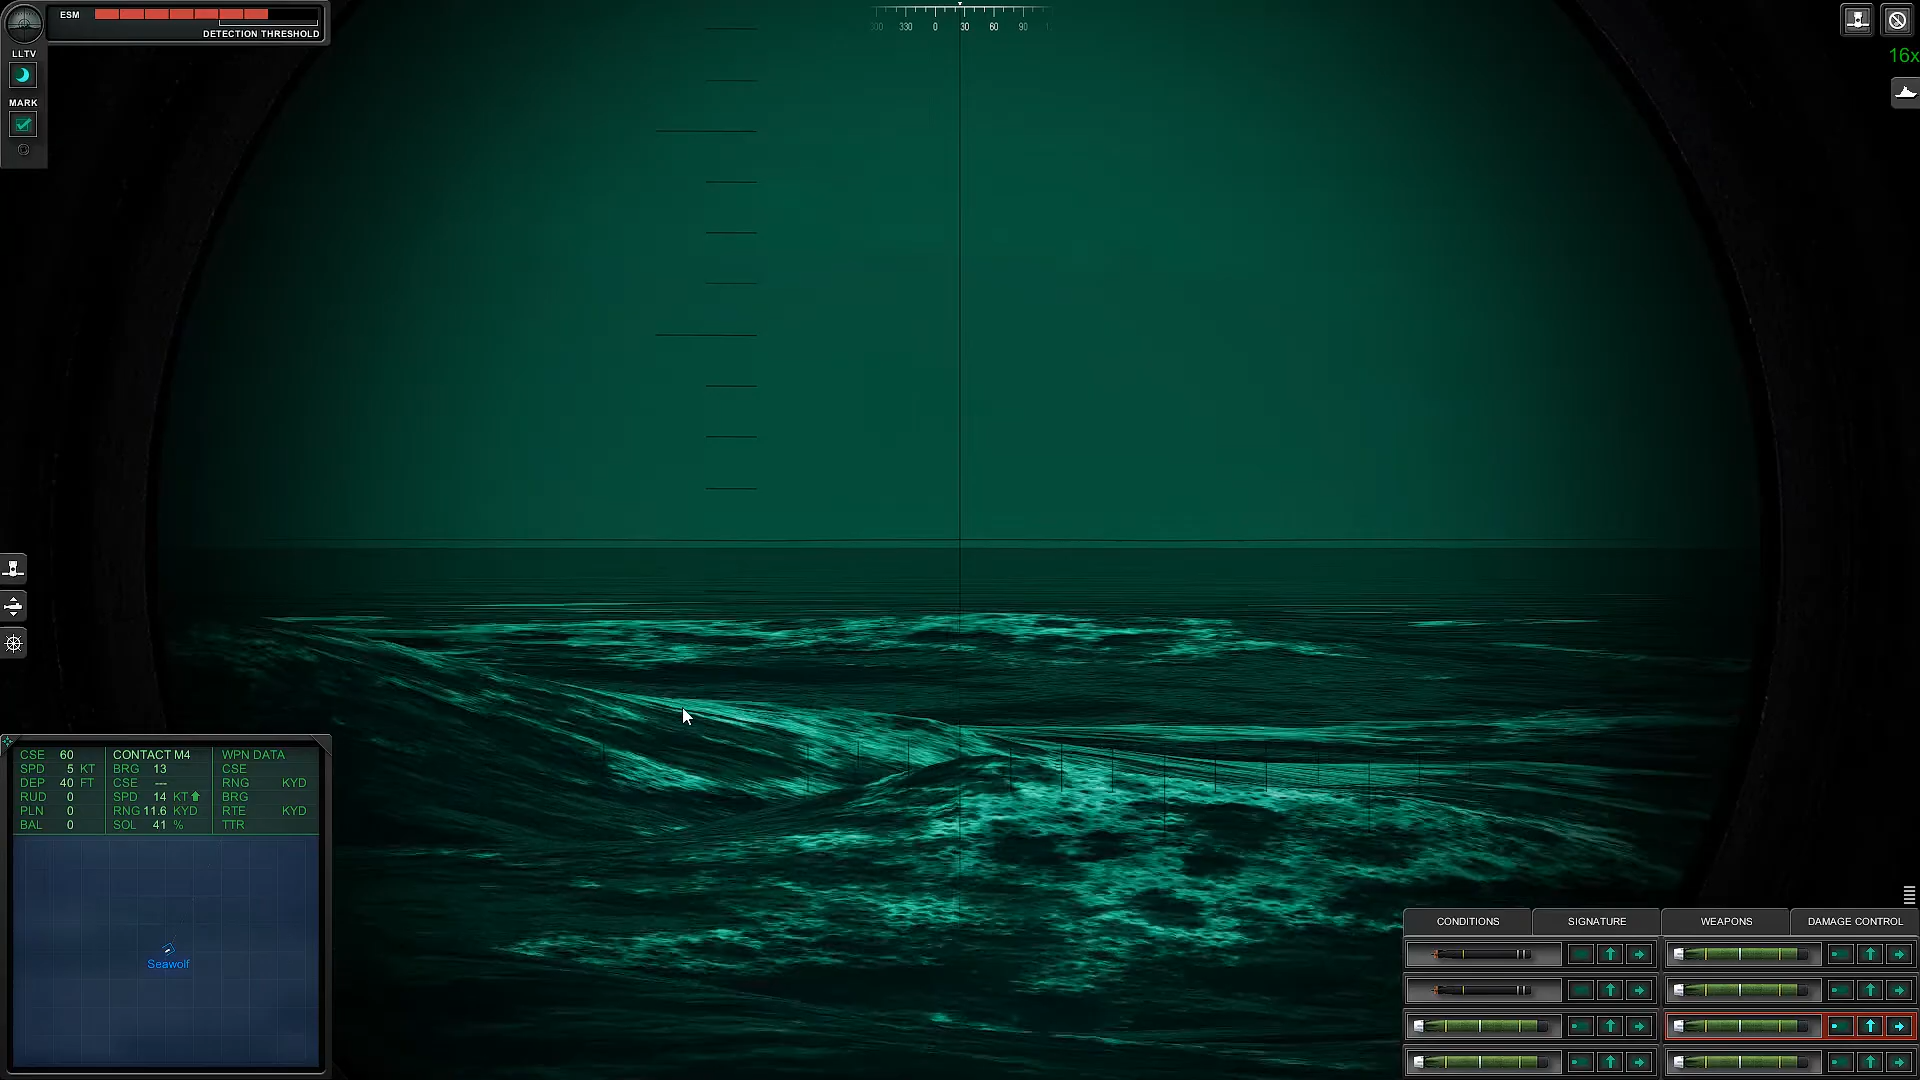 ESM
DETECTION THRESHOLD
LLTV
MARK
300 330 0 30 60 90
16x
CSE 60
SPD 5 KT
DEP 40 FT
RUD 0
PLN 0
BAL 0
CONTACT M4
BRG 13
CSE ---
SPD 14 KT
RNG 11.6 KYD
SOL 41 %
WPN DATA
CSE
RNG KYD
BRG
RTE KYD
TTR
Seawolf
CONDITIONS SIGNATURE WEAPONS DAMAGE CONTROL